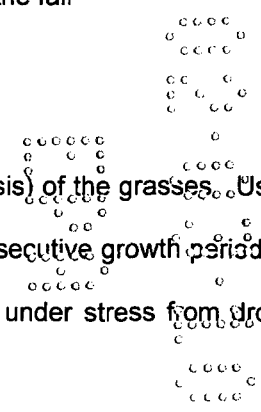 the fall
sis) of the grasses. Us
secutive growth period
under stress from dro